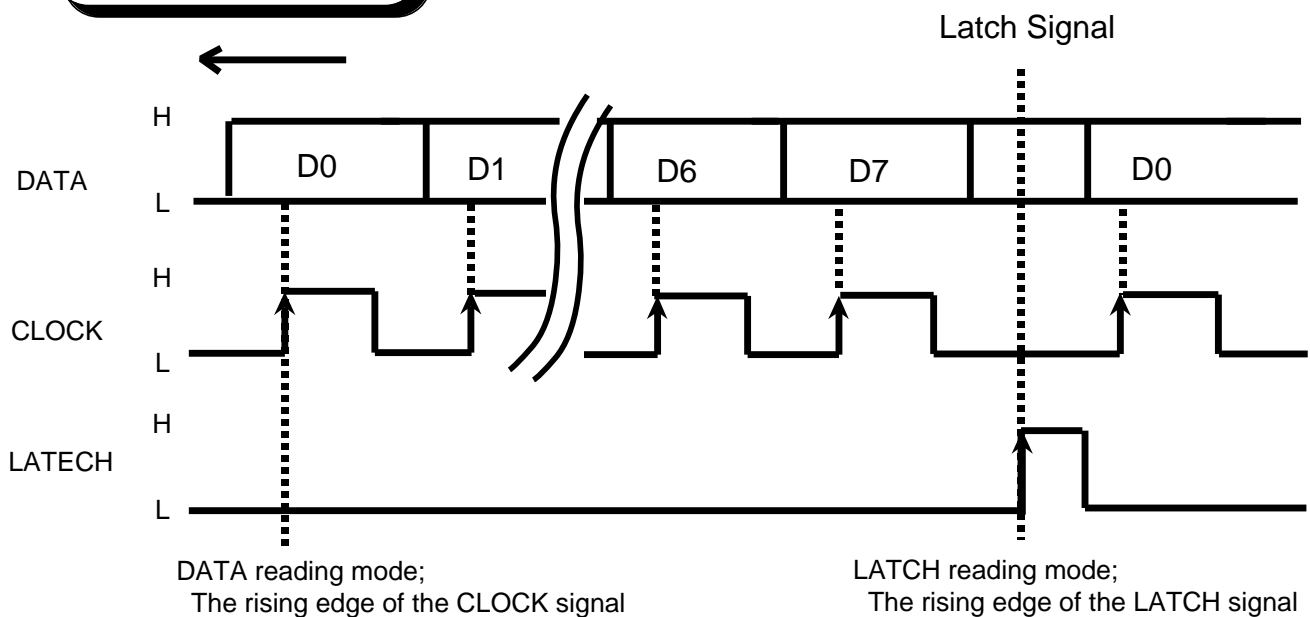 Latch Signal
H
DATA
D0 D1 D6 D7 D0
L
H
CLOCK
L
H
LATECH
L
DATA reading mode;
The rising edge of the CLOCK signal
LATCH reading mode;
The rising edge of the LATCH signal